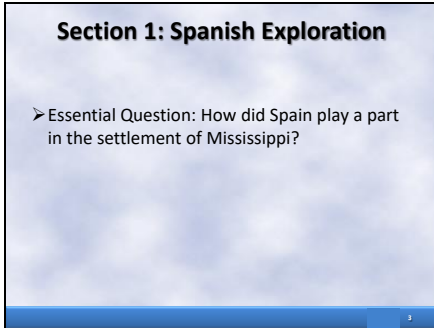 Section 1: Spanish Exploration
➢Essential Question: How did Spain play a part
in the settlement of Mississippi?
3